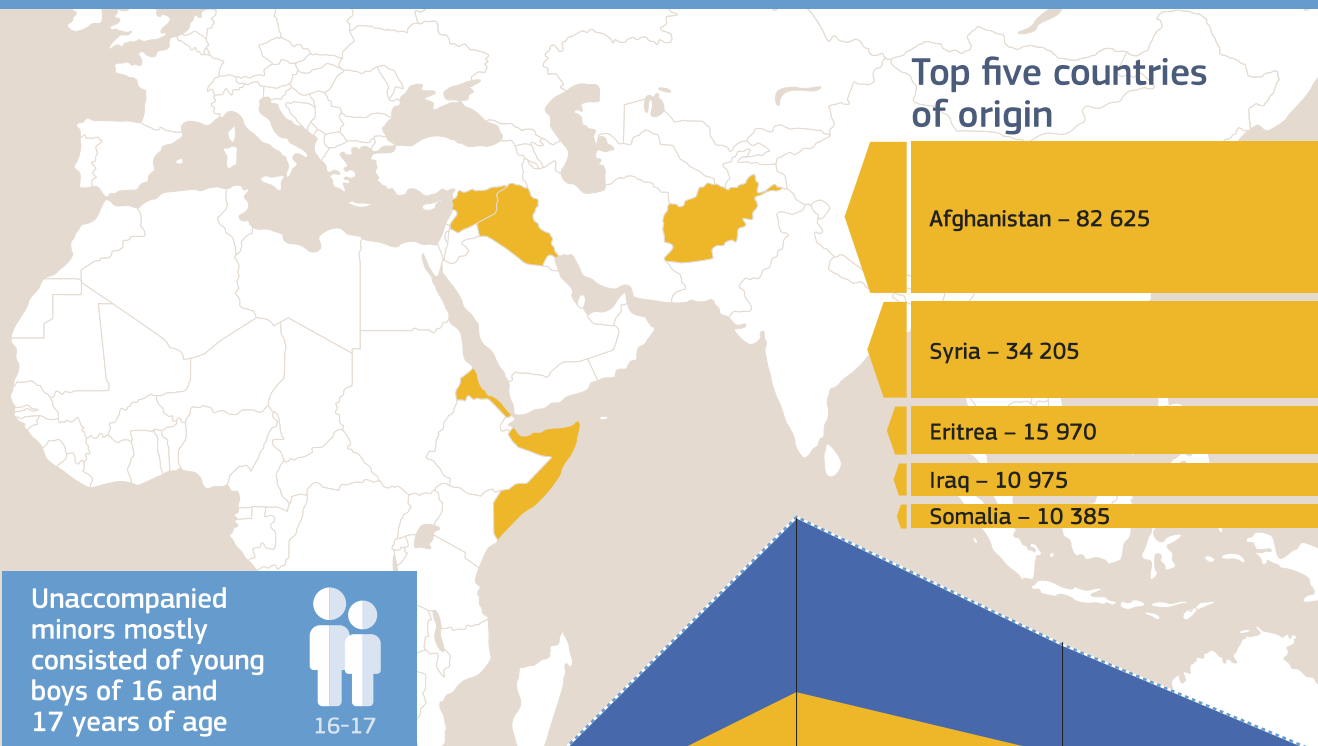 Top five countries
of origin
Afghanistan – 82 625
Syria – 34 205
Eritrea – 15 970
Iraq – 10 975
Somalia – 10 385
Unaccompanied
minors mostly
consisted of young
boys of 16 and
17 years of age
16-17